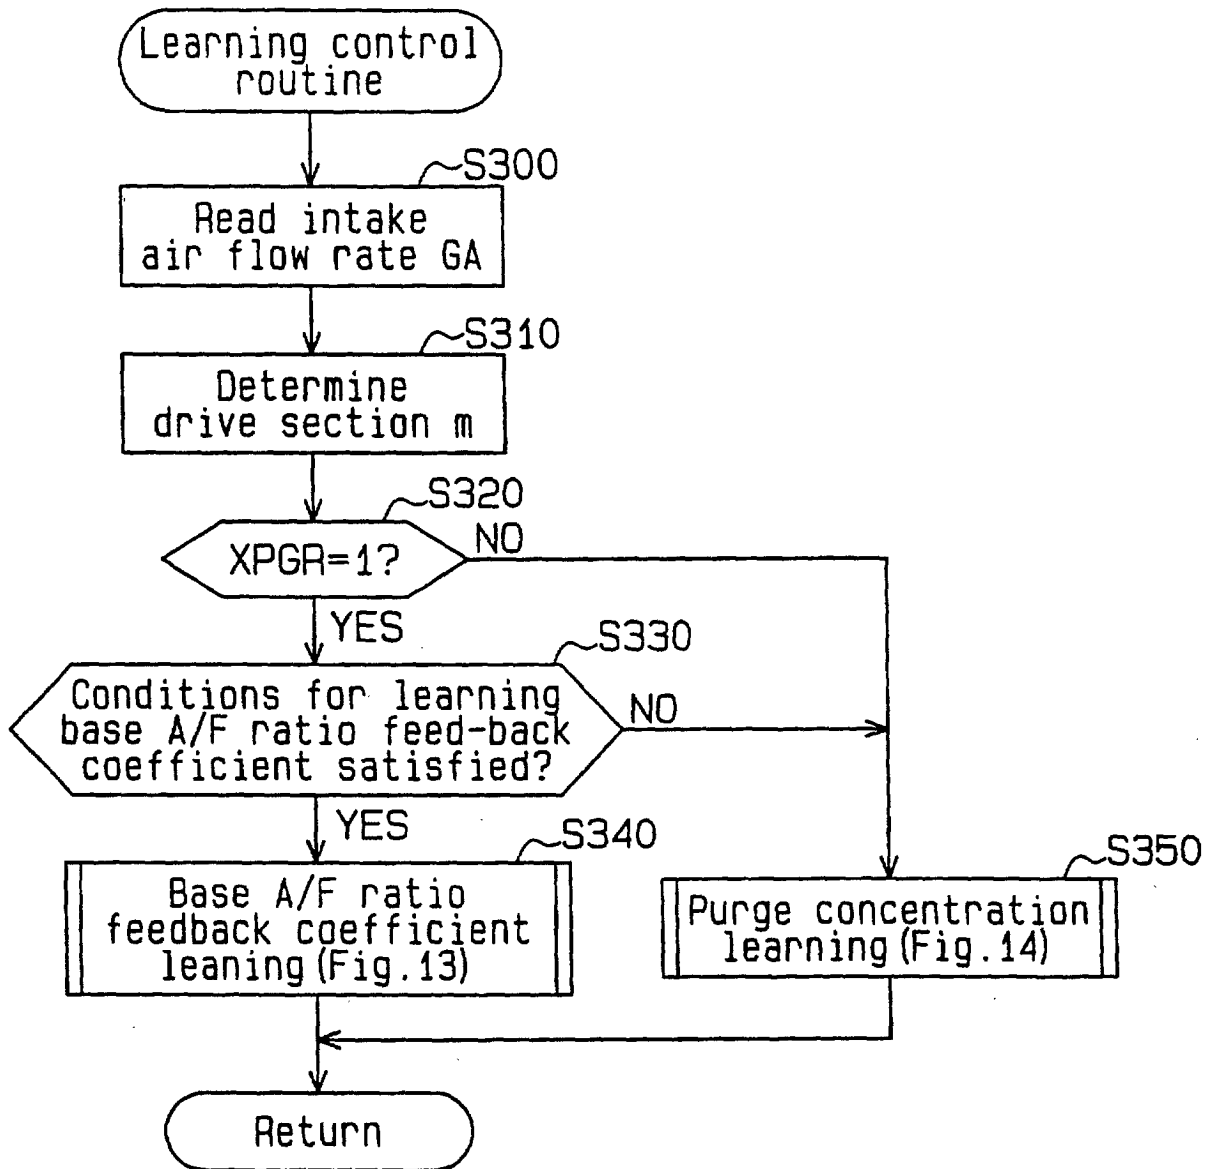 Learning control
routine
S300
Read intake
air flow rate GA
S310
Determine
drive section m
S320
XPGR=1?
NO
YES
S330
Conditions for learning
base A/F ratio feed-back
coefficient satisfied?
NO
YES
S340
Base A/F ratio
feedback coefficient
leaning (Fig.13)
S350
Purge concentration
learning (Fig.14)
Return